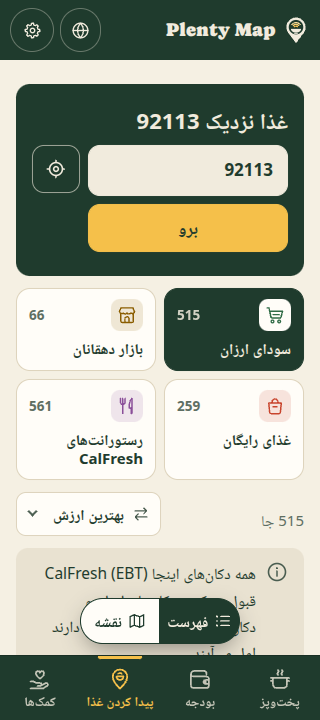 Plenty Map
غذا نزدیک 92113
92113
برو
515
سودای ارزان
66
بازار دهقانان
259
غذای رایگان
561
رستورانت‌های
CalFresh
515 جا
بهترین ارزش
همه دکان‌های اینجا CalFresh (EBT)
دارند
فهرست
نقشه
پخت‌وپز
بودجه
پیدا کردن غذا
کمک‌ها